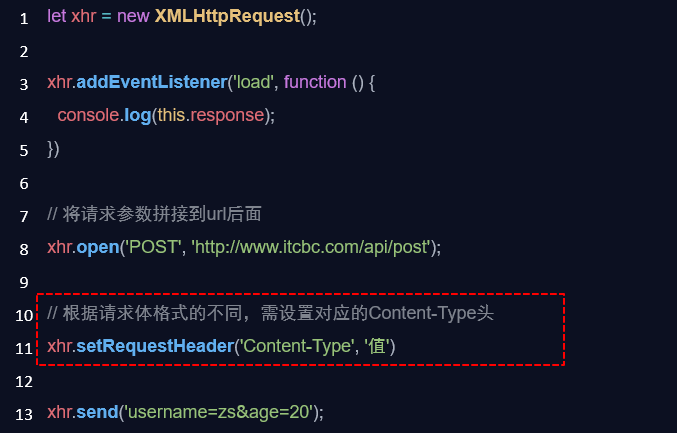 1 let xhr = new XMLHttpRequest();
2
3 xhr.addEventListener('load', function () {
4 console.log(this.response);
5 })
6
7 // 将请求参数拼接到url后面
8 xhr.open('POST', 'http://www.itcbc.com/api/post');
9
10 // 根据请求体格式的不同，需设置对应的Content-Type头
11 xhr.setRequestHeader('Content-Type', '值')
12
13 xhr.send('username=zs&age=20');